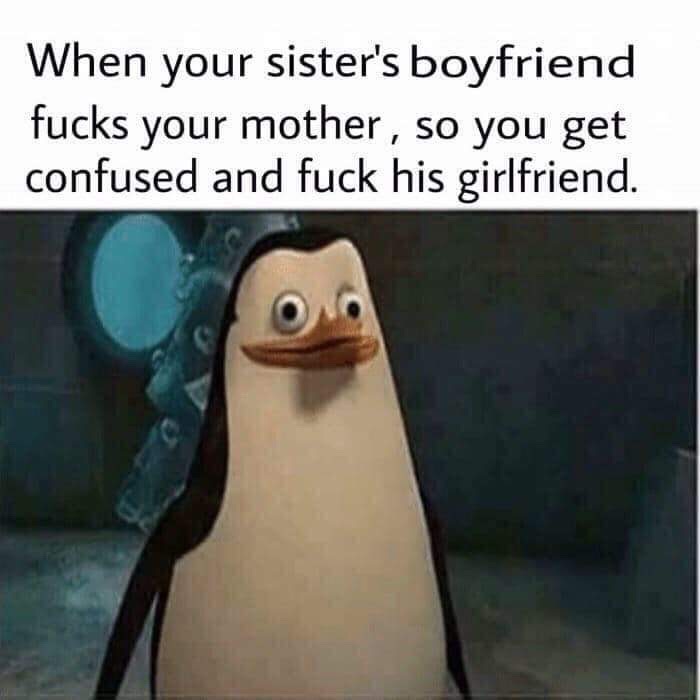 When your sister's boyfriend
fucks your mother, so you get
confused and fuck his girlfriend.